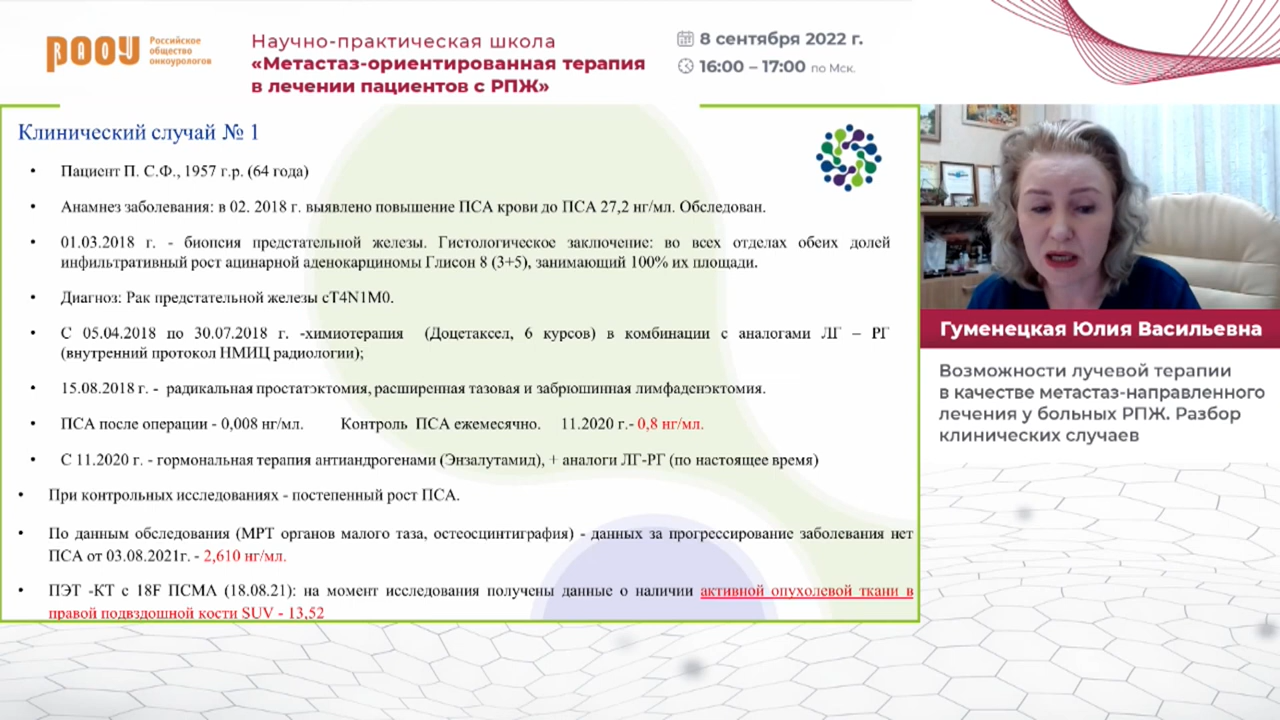 РООУ
Российское
общество
онкоурологов
Научно-практическая школа
«Метастаз-ориентированная терапия
в лечении пациентов с РПЖ»
8 сентября 2022 г.
16:00 – 17:00 по Мск.
Клинический случай № 1
• Пациент П. С.Ф., 1957 г.р. (64 года)
• Анамнез заболевания: в 02. 2018 г. выявлено повышение ПСА крови до ПСА 27,2 нг/мл. Обследован.
• 01.03.2018 г. - биопсия предстательной железы. Гистологическое заключение: во всех отделах обеих долей
инфильтративный рост ацинарной аденокарциномы Глисон 8 (3+5), занимающий 100% их площади.
• Диагноз: Рак предстательной железы cT4N1M0.
• С 05.04.2018 по 30.07.2018 г. -химиотерапия (Доцетаксел, 6 курсов) в комбинации с аналогами ЛГ – РГ
(внутренний протокол НМИЦ радиологии);
• 15.08.2018 г. - радикальная простатэктомия, расширенная тазовая и забрюшинная лимфаденэктомия.
• ПСА после операции - 0,008 нг/мл. Контроль ПСА ежемесячно. 11.2020 г.- 0,8 нг/мл.
• С 11.2020 г. - гормональная терапия антиандрогенами (Энзалутамид), + аналоги ЛГ-РГ (по настоящее время)
• При контрольных исследованиях - постепенный рост ПСА.
• По данным обследования (МРТ органов малого таза, остеосцинтиграфия) - данных за прогрессирование заболевания нет
ПСА от 03.08.2021г. - 2,610 нг/мл.
• ПЭТ -КТ с 18F ПСМА (18.08.21): на момент исследования получены данные о наличии активной опухолевой ткани в
правой подвздошной кости SUV - 13,52
Гуменецкая Юлия Васильевна
Возможности лучевой терапии
в качестве метастаз-направленного
лечения у больных РПЖ. Разбор
клинических случаев